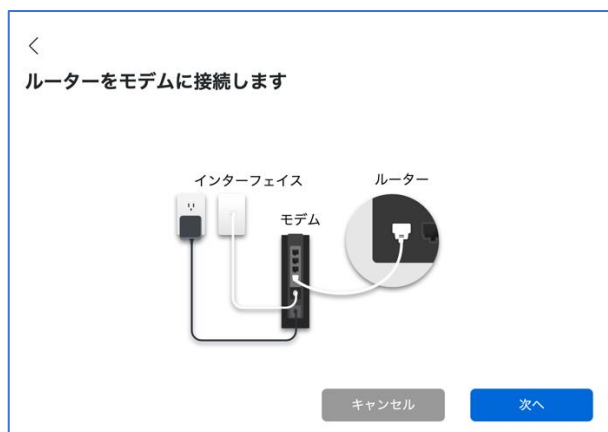 ルーターをモデムに接続します
インターフェイス
ルーター
モデム
キャンセル
次へ